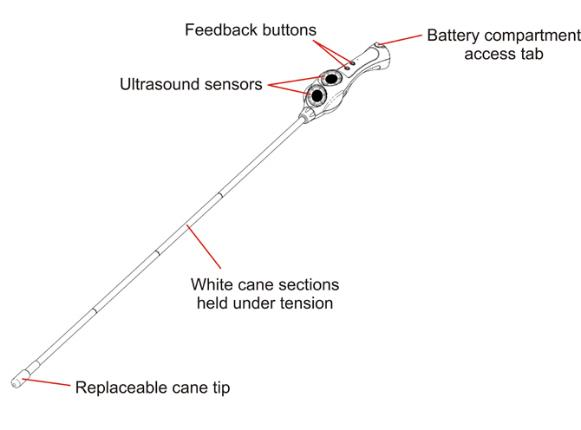 Feedback buttons
Battery compartment
access tab
Ultrasound sensors
White cane sections
held under tension
Replaceable cane tip